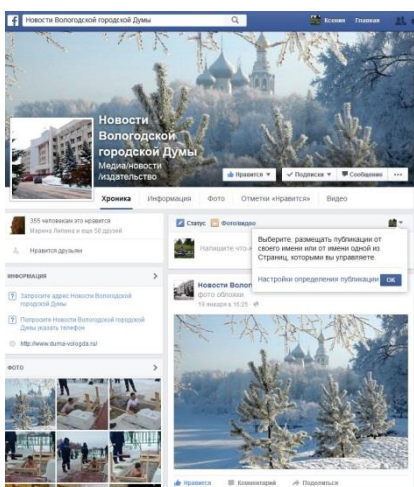 Новости Вологодской городской Думы
Ксения Главная
Новости
Вологодской
городской Думы
Медиа/новости
/издательство
Нравится Подписка Сообщение ...
Хроника Информация Фото Отметки «Нравится» Видео
355 человекам это нравится
Марина Липина и еще 58 друзей
Нравится друзьям
ИНФОРМАЦИЯ
Запросите адрес Новости Вологодской
городской Думы
Попросите Новости Вологодской городской
Думы указать телефон
http://www.duma-vologda.ru/
ФОТО
Статус Фото/видео
Напишите что-
Выберите, размещать публикации от
своего имени или от имени одной из
Страниц, которыми вы управляете.
Настройки определения публикации OK
Новости Волог
фото обложки
19 января в 16:25
Нравится Комментарий Поделиться